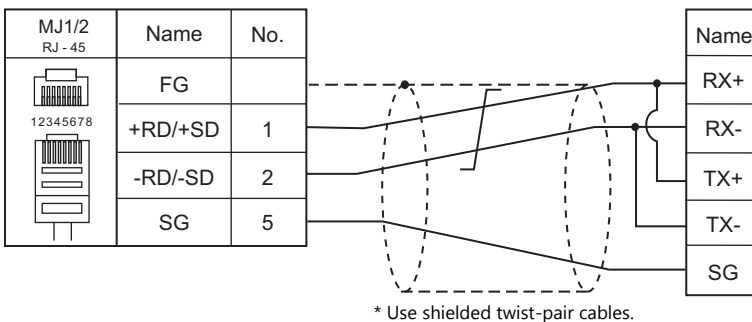 MJ1/2
RJ - 45
Name
No.
12345678
FG
+RD/+SD
1
-RD/-SD
2
SG
5
Name
RX+
RX-
TX+
TX-
SG
* Use shielded twist-pair cables.